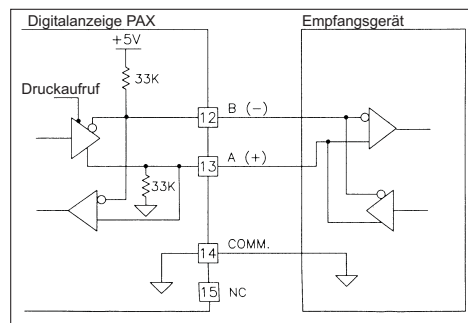 Digitalanzeige PAX
Empfangsgerät
+5V
33K
Druckaufruf
12 B (-)
13 A (+)
33K
14 COMM.
15 NC